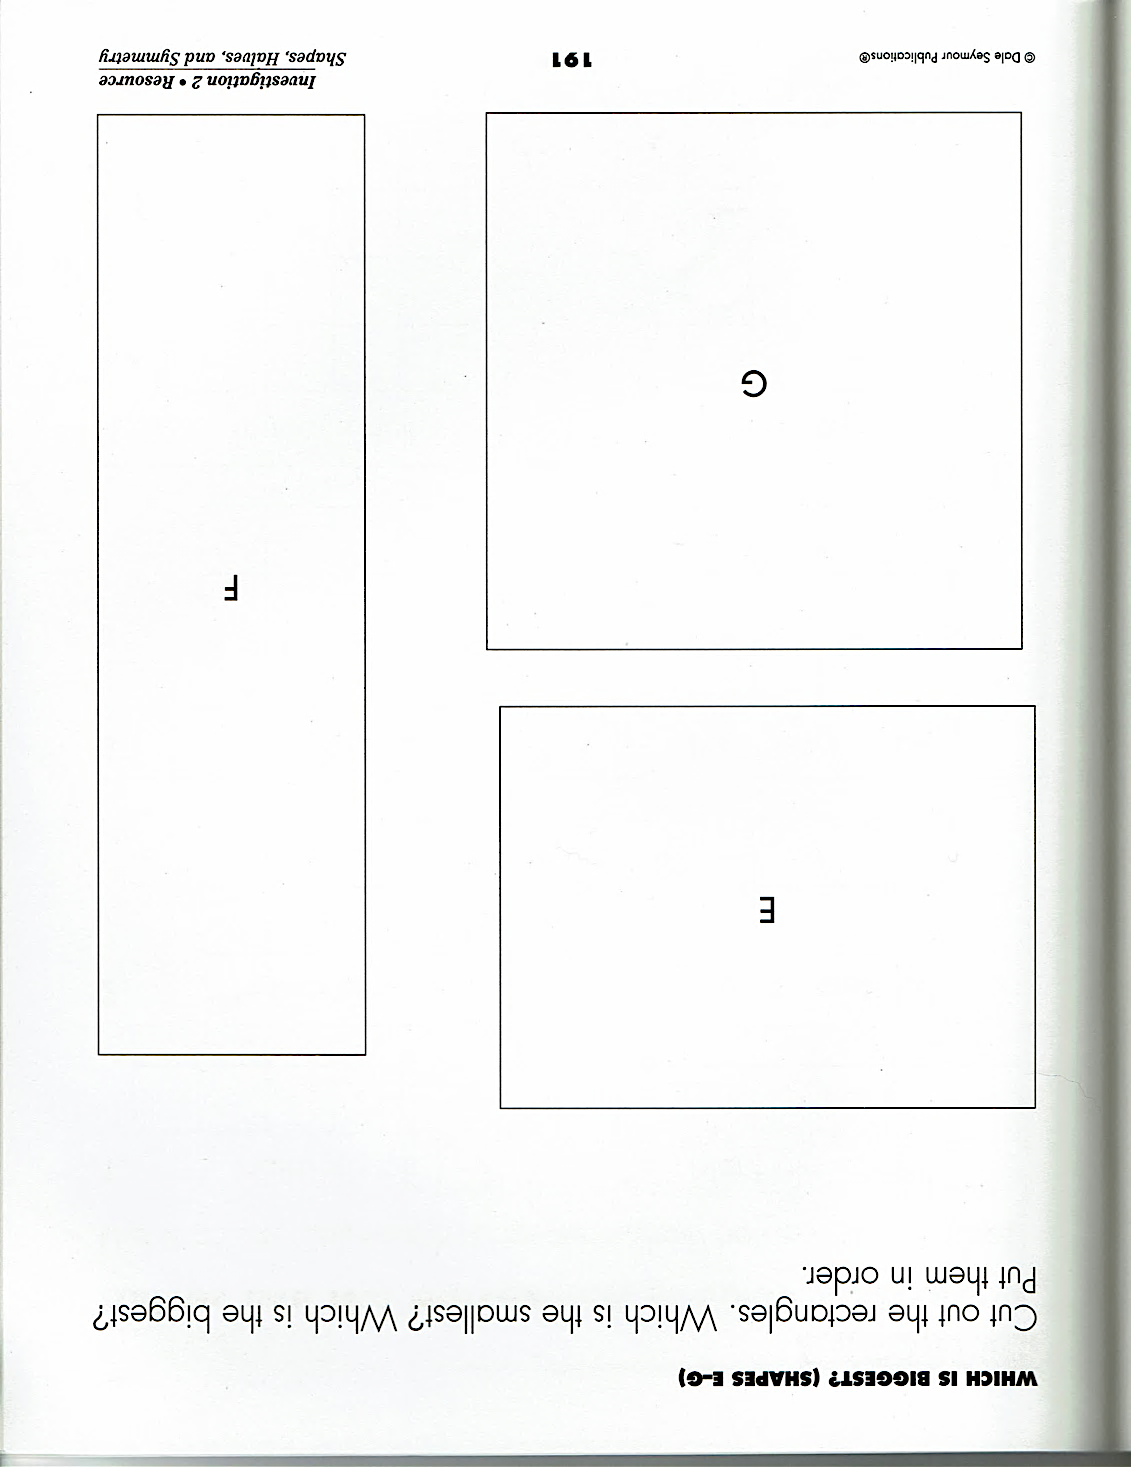 WHICH IS BIGGEST? (SHAPES E–G)
Cut out the rectangles. Which is the smallest? Which is the biggest?
Put them in order.
E
G
F
© Dale Seymour Publications®
191
Investigation 2 • Resource
Shapes, Halves, and Symmetry